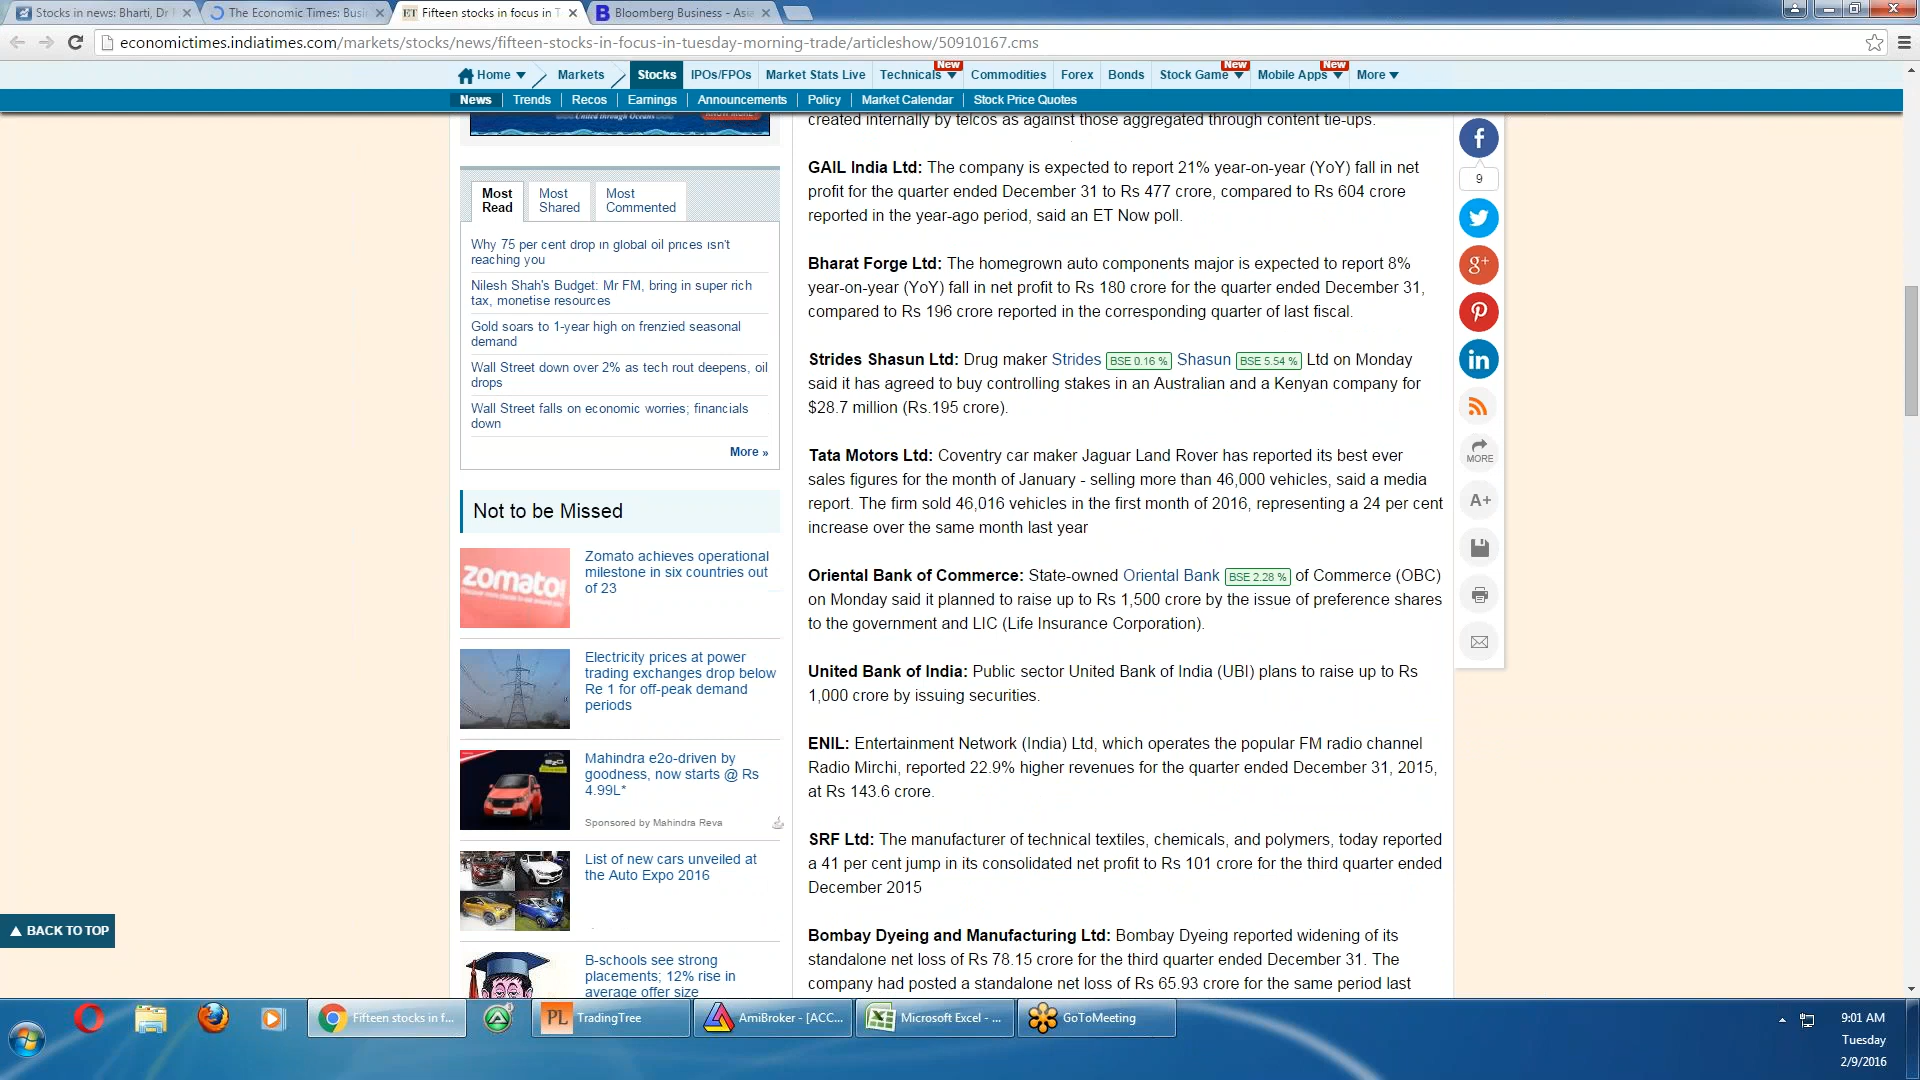 Stocks in news: Bharti, Dr
The Economic Times: Busi
ET Fifteen stocks in focus in T
B Bloomberg Business - Asia
economictimes.indiatimes.com/markets/stocks/news/fifteen-stocks-in-focus-in-tuesday-morning-trade/articleshow/50910167.cms
Home Markets Stocks IPOs/FPOs Market Stats Live Technicals New Commodities Forex Bonds Stock Game New Mobile Apps New More
News Trends Recos Earnings Announcements Policy Market Calendar Stock Price Quotes
United through Oceans
KNOW MORE
created internally by telcos as against those aggregated through content tie-ups.
GAIL India Ltd: The company is expected to report 21% year-on-year (YoY) fall in net
profit for the quarter ended December 31 to Rs 477 crore, compared to Rs 604 crore
reported in the year-ago period, said an ET Now poll.
Bharat Forge Ltd: The homegrown auto components major is expected to report 8%
year-on-year (YoY) fall in net profit to Rs 180 crore for the quarter ended December 31,
compared to Rs 196 crore reported in the corresponding quarter of last fiscal.
Strides Shasun Ltd: Drug maker Strides BSE 0.16 % Shasun BSE 5.54 % Ltd on Monday
said it has agreed to buy controlling stakes in an Australian and a Kenyan company for
$28.7 million (Rs.195 crore).
Tata Motors Ltd: Coventry car maker Jaguar Land Rover has reported its best ever
sales figures for the month of January - selling more than 46,000 vehicles, said a media
report. The firm sold 46,016 vehicles in the first month of 2016, representing a 24 per cent
increase over the same month last year
Oriental Bank of Commerce: State-owned Oriental Bank BSE 2.28 % of Commerce (OBC)
on Monday said it planned to raise up to Rs 1,500 crore by the issue of preference shares
to the government and LIC (Life Insurance Corporation).
United Bank of India: Public sector United Bank of India (UBI) plans to raise up to Rs
1,000 crore by issuing securities.
ENIL: Entertainment Network (India) Ltd, which operates the popular FM radio channel
Radio Mirchi, reported 22.9% higher revenues for the quarter ended December 31, 2015,
at Rs 143.6 crore.
SRF Ltd: The manufacturer of technical textiles, chemicals, and polymers, today reported
a 41 per cent jump in its consolidated net profit to Rs 101 crore for the third quarter ended
December 2015
Bombay Dyeing and Manufacturing Ltd: Bombay Dyeing reported widening of its
standalone net loss of Rs 78.15 crore for the third quarter ended December 31. The
company had posted a standalone net loss of Rs 65.93 crore for the same period last
Most Read
Most Shared
Most Commented
Why 75 per cent drop in global oil prices isn't
reaching you
Nilesh Shah's Budget: Mr FM, bring in super rich
tax, monetise resources
Gold soars to 1-year high on frenzied seasonal
demand
Wall Street down over 2% as tech rout deepens, oil
drops
Wall Street falls on economic worries; financials
down
More »
Not to be Missed
zomato
Zomato achieves operational
milestone in six countries out
of 23
Electricity prices at power
trading exchanges drop below
Re 1 for off-peak demand
periods
Mahindra e2o-driven by
goodness, now starts @ Rs
4.99L*
Sponsored by Mahindra Reva
List of new cars unveiled at
the Auto Expo 2016
B-schools see strong
placements; 12% rise in
average offer size
f
9
g+
in
MORE
A+
BACK TO TOP
Fifteen stocks in f...
PL TradingTree
AmiBroker - [ACC...
Microsoft Excel - ...
GoToMeeting
9:01 AM
Tuesday
2/9/2016